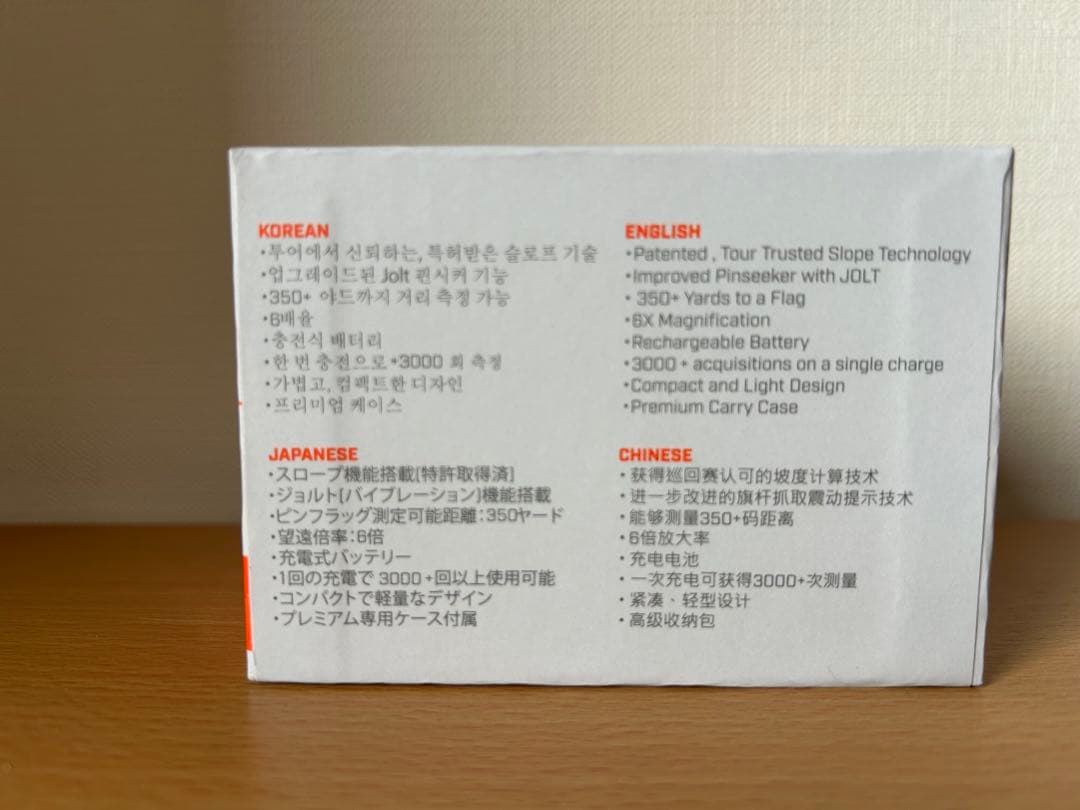 KOREAN
•투어에서 신뢰하는, 특허받은 슬로프 기술
•업그레이드된 Jolt 핀시커 기능
•350+ 야드까지 거리 측정 가능
•6배율
•충전식 배터리
•한 번 충전으로 +3000 회 측정
•가볍고, 컴팩트한 디자인
•프리미엄 케이스
ENGLISH
•Patented , Tour Trusted Slope Technology
•Improved Pinseeker with JOLT
• 350+ Yards to a Flag
•6X Magnification
•Rechargeable Battery
•3000 + acquisitions on a single charge
•Compact and Light Design
•Premium Carry Case
JAPANESE
・スロープ機能搭載[特許取得済]
・ジョルト[バイブレーション]機能搭載
・ピンフラッグ測定可能距離:350ヤード
・望遠倍率:6倍
・充電式バッテリー
・1回の充電で 3000 +回以上使用可能
・コンパクトで軽量なデザイン
・プレミアム専用ケース付属
CHINESE
・获得巡回赛认可的坡度计算技术
・进一步改进的旗杆抓取震动提示技术
・能够测量350+码距离
・6倍放大率
・充电电池
・一次充电可获得3000+次测量
・紧凑、轻型设计
・高级收纳包